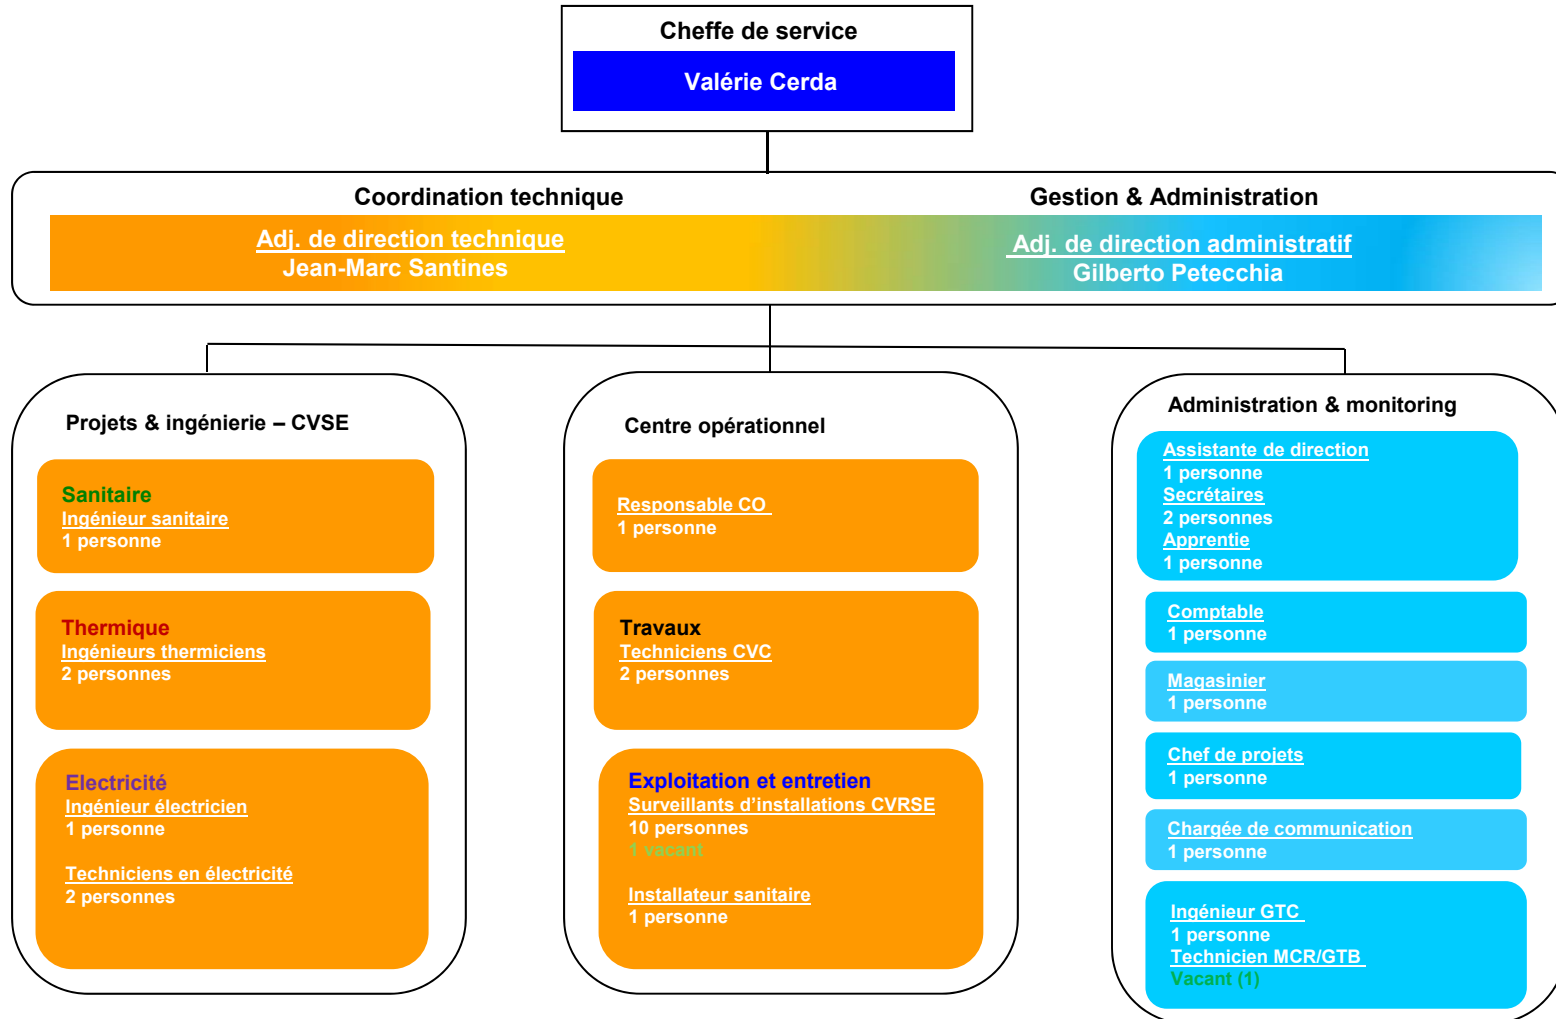 Cheffe de service
Valérie Cerda
Coordination technique
Gestion & Administration
Adj. de direction technique
Jean-Marc Santines
Adj. de direction administratif
Gilberto Petecchia
Projets & ingénierie – CVSE
Sanitaire
Ingénieur sanitaire
1 personne
Thermique
Ingénieurs thermiciens
2 personnes
Electricité
Ingénieur électricien
1 personne
Techniciens en électricité
2 personnes
Centre opérationnel
Responsable CO
1 personne
Travaux
Techniciens CVC
2 personnes
Exploitation et entretien
Surveillants d'installations CVRSE
10 personnes
1 vacant
Installateur sanitaire
1 personne
Administration & monitoring
Assistante de direction
1 personne
Secrétaires
2 personnes
Apprentie
1 personne
Comptable
1 personne
Magasinier
1 personne
Chef de projets
1 personne
Chargée de communication
1 personne
Ingénieur GTC
1 personne
Technicien MCR/GTB
Vacant (1)